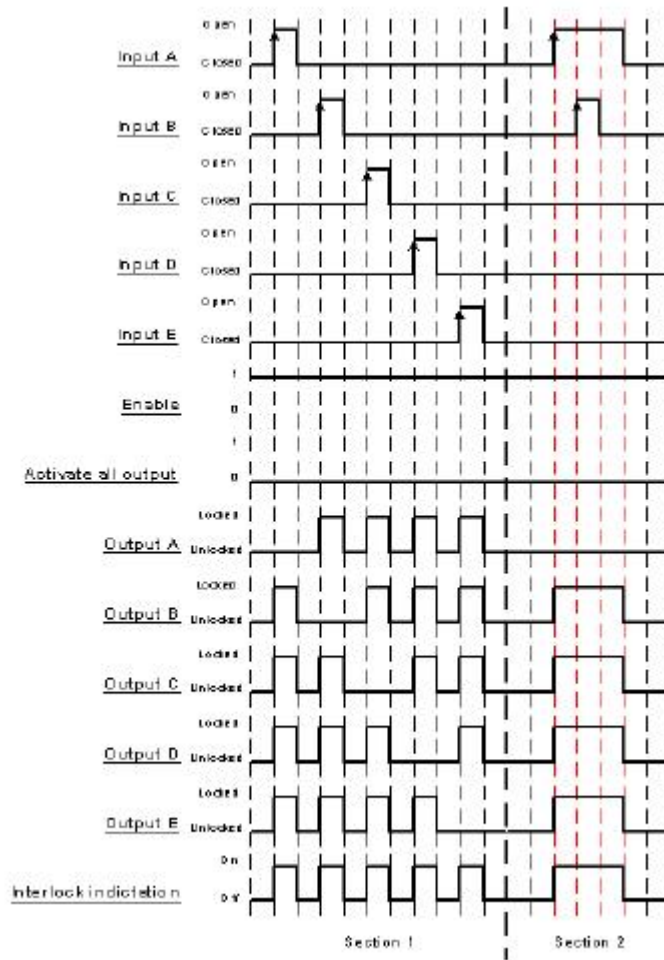 Open
Input A
Closed
Open
Input B
Closed
Open
Input C
Closed
Open
Input D
Closed
Open
Input E
Closed
1
Enable
0
1
Activate all output
0
Locked
Output A
Unlocked
Locked
Output B
Unlocked
Locked
Output C
Unlocked
Locked
Output D
Unlocked
Locked
Output E
Unlocked
On
Interlock indictetion
Off
Section 1
Section 2